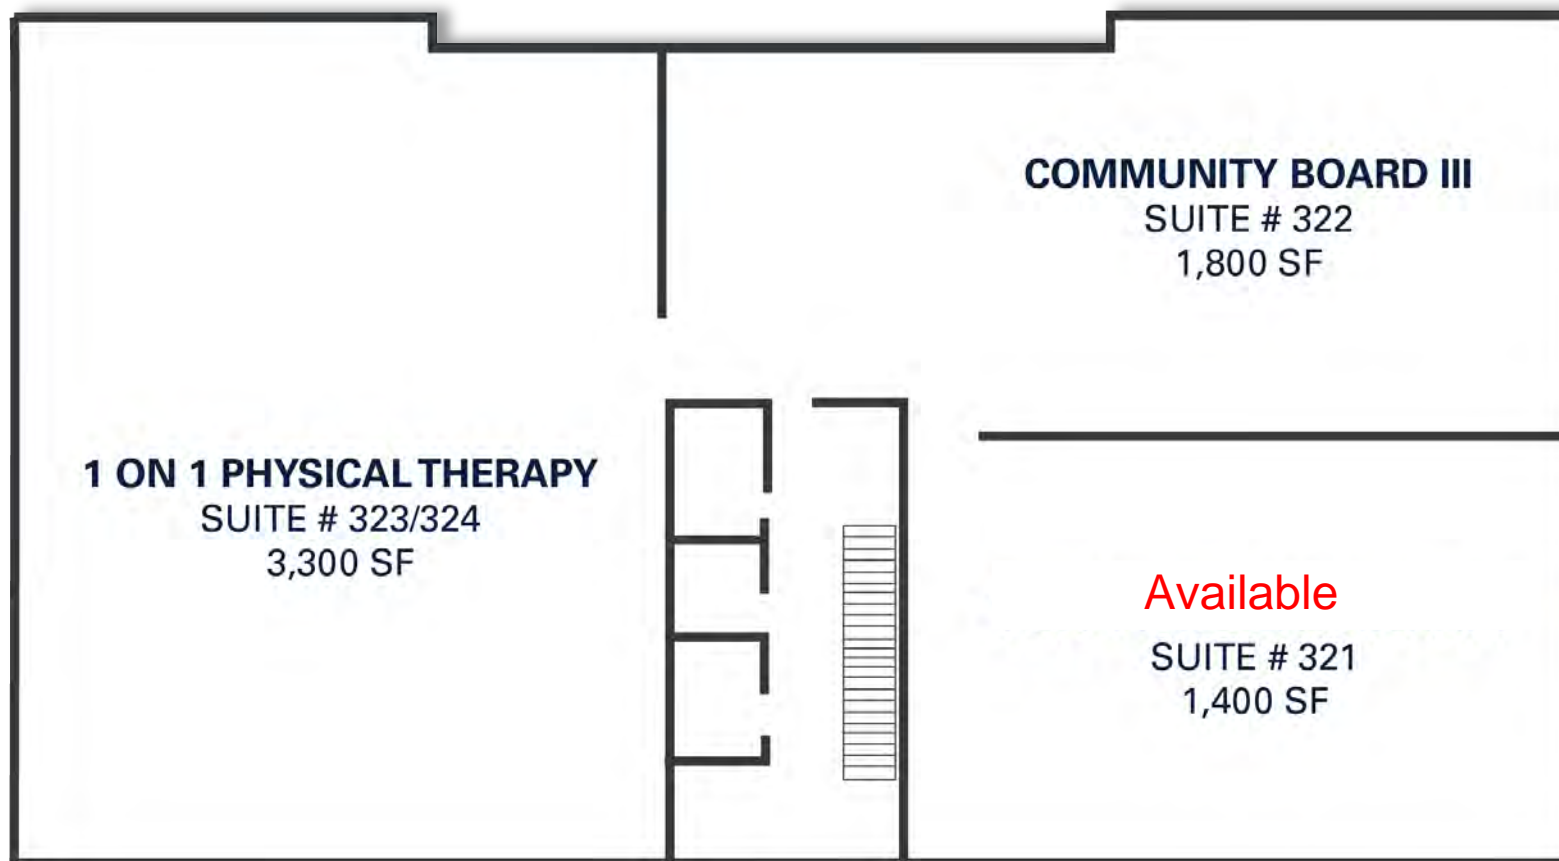 COMMUNITY BOARD III
SUITE # 322
1,800 SF
1 ON 1 PHYSICAL THERAPY
SUITE # 323/324
3,300 SF
Available
SUITE # 321
1,400 SF